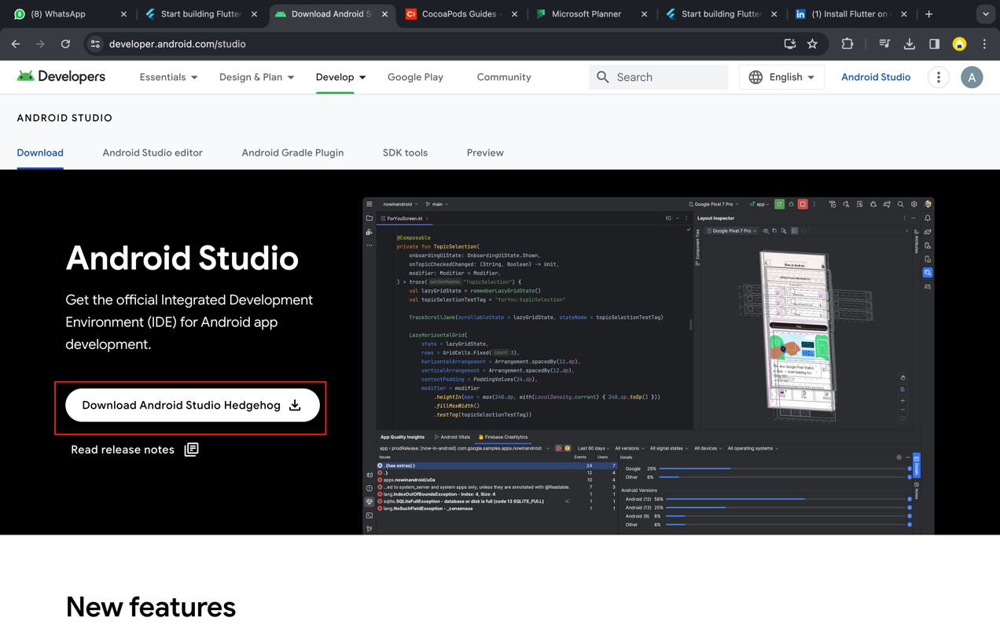 (8) WhatsApp
Start building Flutter
Download Android S
CocoaPods Guides -
Microsoft Planner
Start building Flutter
(1) Install Flutter on
developer.android.com/studio
Developers
Essentials
Design & Plan
Develop
Google Play
Community
Search
English
Android Studio
A
ANDROID STUDIO
Download
Android Studio editor
Android Gradle Plugin
SDK tools
Preview
Android Studio
Get the official Integrated Development
Environment (IDE) for Android app
development.
Download Android Studio Hedgehog
Read release notes
nowinandroid
main
Google Pixel 7 Pro
app
ForYouScreen.kt
Layout Inspector
Google Pixel 7 Pro
Component Tree
Attributes
@Composable
private fun TopicSelection(
onboardingUiState: OnboardingUiState.Shown,
onTopicCheckedChanged: (String, Boolean) -> Unit,
modifier: Modifier = Modifier,
) = trace( sectionName: "TopicSelection") {
val lazyGridState = rememberLazyGridState()
val topicSelectionTestTag = "forYou:topicSelection"
TrackScrollJank(scrollableState = lazyGridState, stateName = topicSelectionTestTag)
LazyHorizontalGrid(
state = lazyGridState,
rows = GridCells.Fixed( count: 3),
horizontalArrangement = Arrangement.spacedBy(12.dp),
verticalArrangement = Arrangement.spacedBy(12.dp),
contentPadding = PaddingValues(24.dp),
modifier = modifier
.heightIn(max = max(240.dp, with(LocalDensity.current) { 240.sp.toDp() }))
.fillMaxWidth()
.testTag(topicSelectionTestTag))
App Quality Insights
Android Vitals
Firebase Crashlytics
app › prodRelease: [now-in-android] com.google.samples.apps.nowinandroid
Last 60 days
All versions
All signal states
All devices
All operating systems
Issues Events Users
. (has extras) } 24 7
. } 12 4
apps.nowinandroid/u0a 10 4
...ed to system_server and system apps only, unless they are annotated with @Readable. 7 3
lang.IndexOutOfBoundsException - Index: 4, Size: 4 1 1
sqlite.SQLiteFullException - database or disk is full (code 13 SQLITE_FULL) 1 1
lang.NoSuchFieldException - _consensus 1 1
Details
Google 29%
Other 8%
Android Versions
Android (12) 58%
Android (13) 25%
Android (9) 8%
Other 8%
Details
Notes
New features